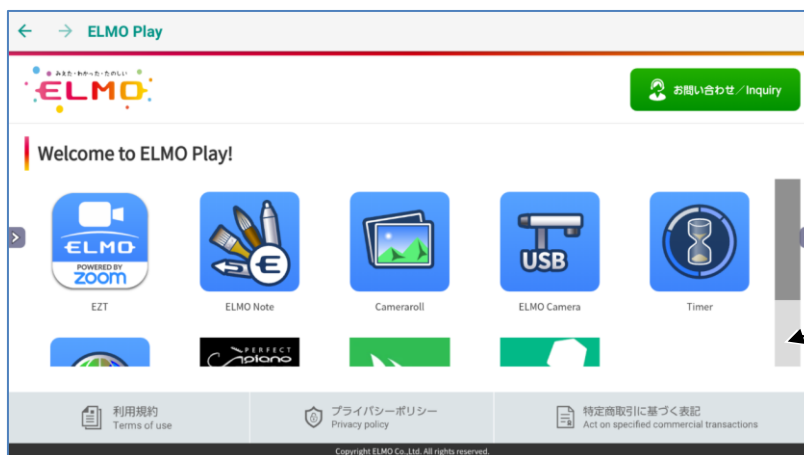 ELMO Play
みえた・わかった・たのしい
ELMO
お問い合わせ／Inquiry
Welcome to ELMO Play!
ELMO
POWERED BY
zoom
E
USB
EZT
ELMO Note
Cameraroll
ELMO Camera
Timer
PERFECT
piano
利用規約
Terms of use
プライバシーポリシー
Privacy policy
特定商取引に基づく表記
Act on specified commercial transactions
Copyright ELMO Co.,Ltd. All rights reserved.